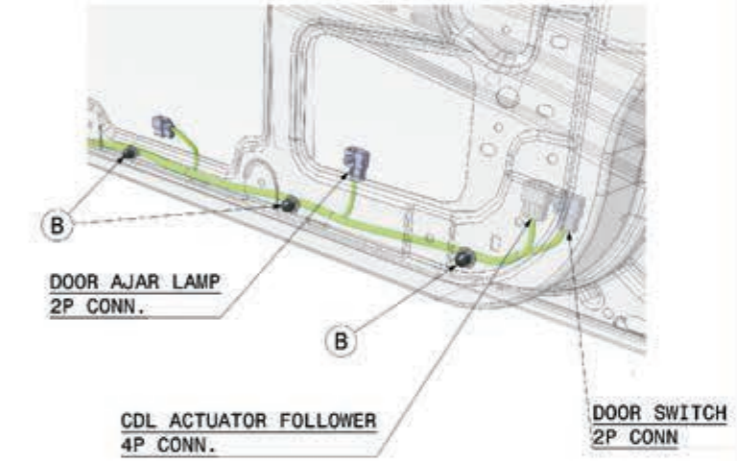 B
DOOR AJAR LAMP
2P CONN.
B
CDL ACTUATOR FOLLOWER
4P CONN.
DOOR SWITCH
2P CONN